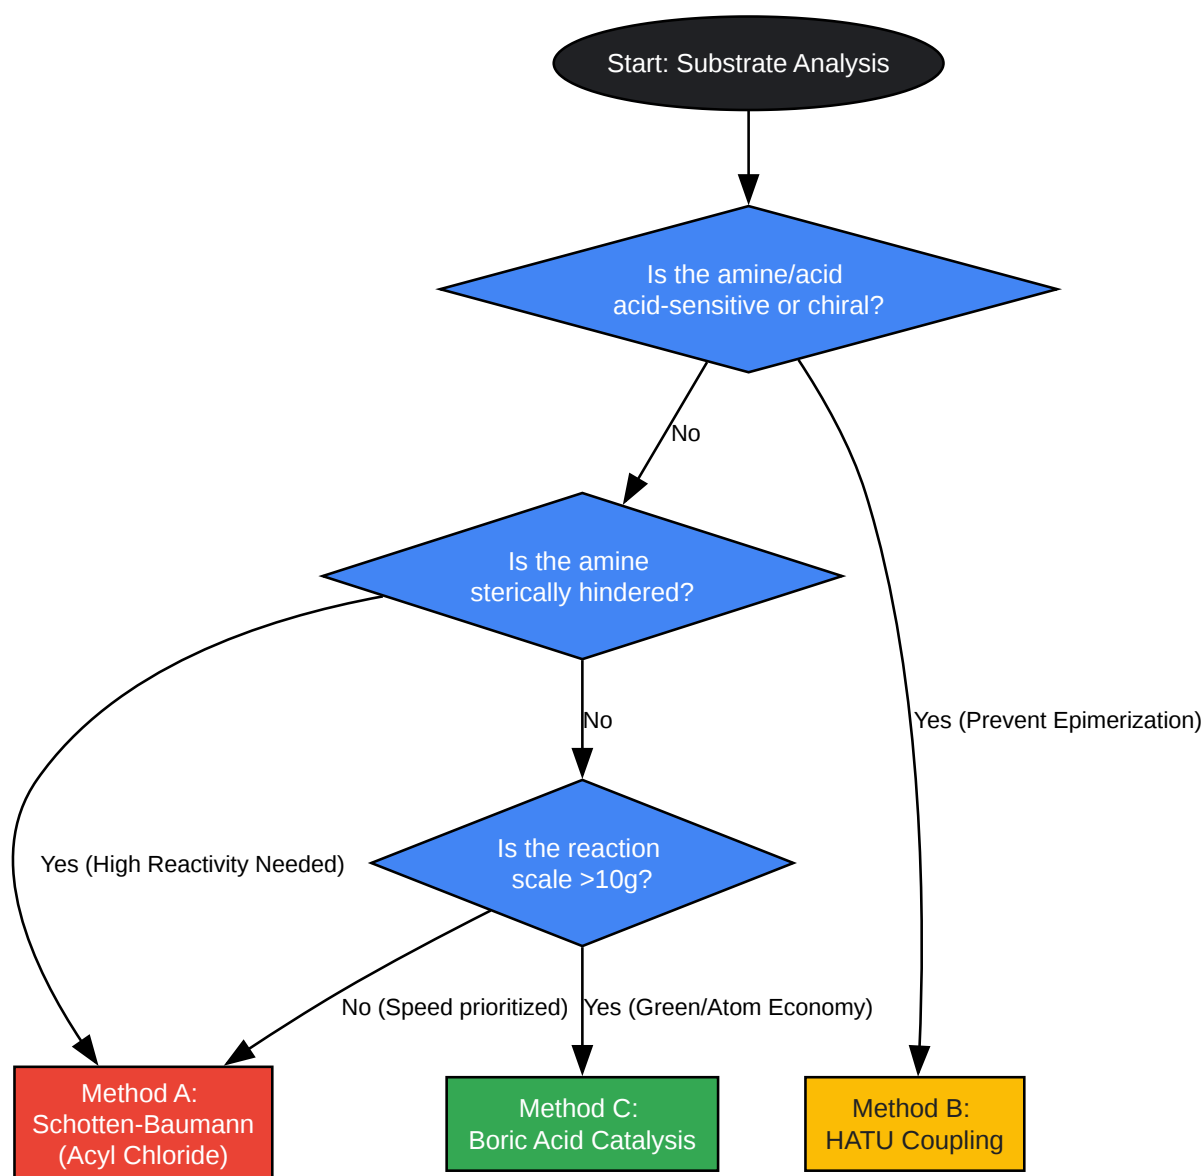 Start: Substrate Analysis
Is the amine/acid
acid-sensitive or chiral?
No
Is the amine
sterically hindered?
No
Yes (Prevent Epimerization)
Is the reaction
scale >10g?
Yes (High Reactivity Needed)
No (Speed prioritized)
Yes (Green/Atom Economy)
Method A:
Schotten-Baumann
(Acyl Chloride)
Method C:
Boric Acid Catalysis
Method B:
HATU Coupling